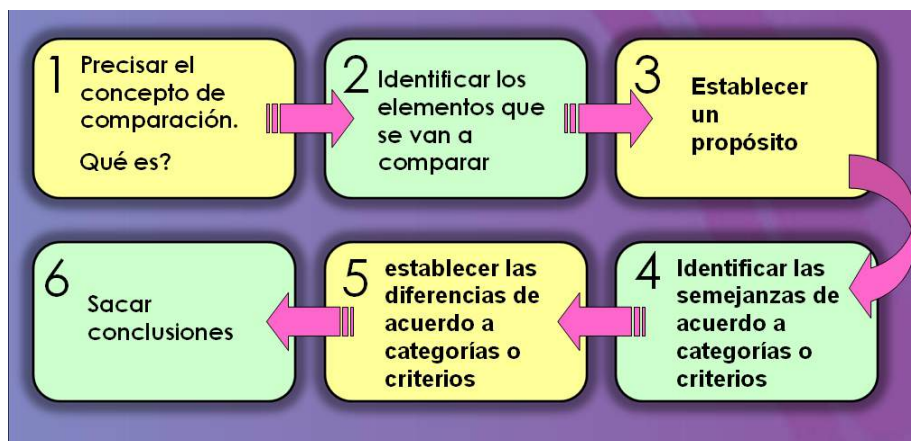 1
Precisar el
concepto de
comparación.
Qué es?
2
Identificar los
elementos que
se van a
comparar
3
Establecer
un
propósito
4
Identificar las
semejanzas de
acuerdo a
categorías o
criterios
5
establecer las
diferencias de
acuerdo a
categorías o
criterios
6
Sacar
conclusiones